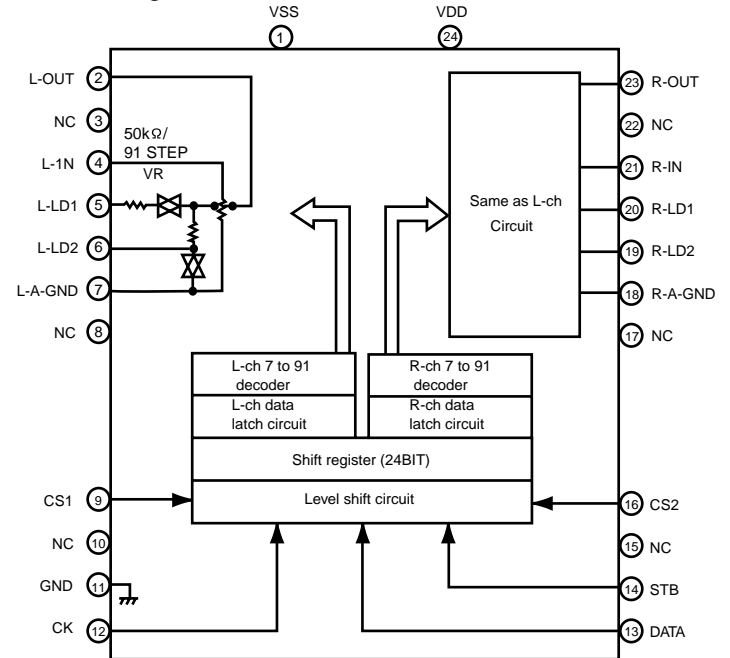 VSS
VDD
1
24
L-OUT 2
NC 3
50kΩ/
91 STEP
VR
L-1N 4
L-LD1 5
L-LD2 6
L-A-GND 7
NC 8
Same as L-ch
Circuit
23 R-OUT
22 NC
21 R-IN
20 R-LD1
19 R-LD2
18 R-A-GND
17 NC
L-ch 7 to 91
decoder
R-ch 7 to 91
decoder
L-ch data
latch circuit
R-ch data
latch circuit
Shift register (24BIT)
Level shift circuit
CS1 9
NC 10
GND 11
CK 12
16 CS2
15 NC
14 STB
13 DATA